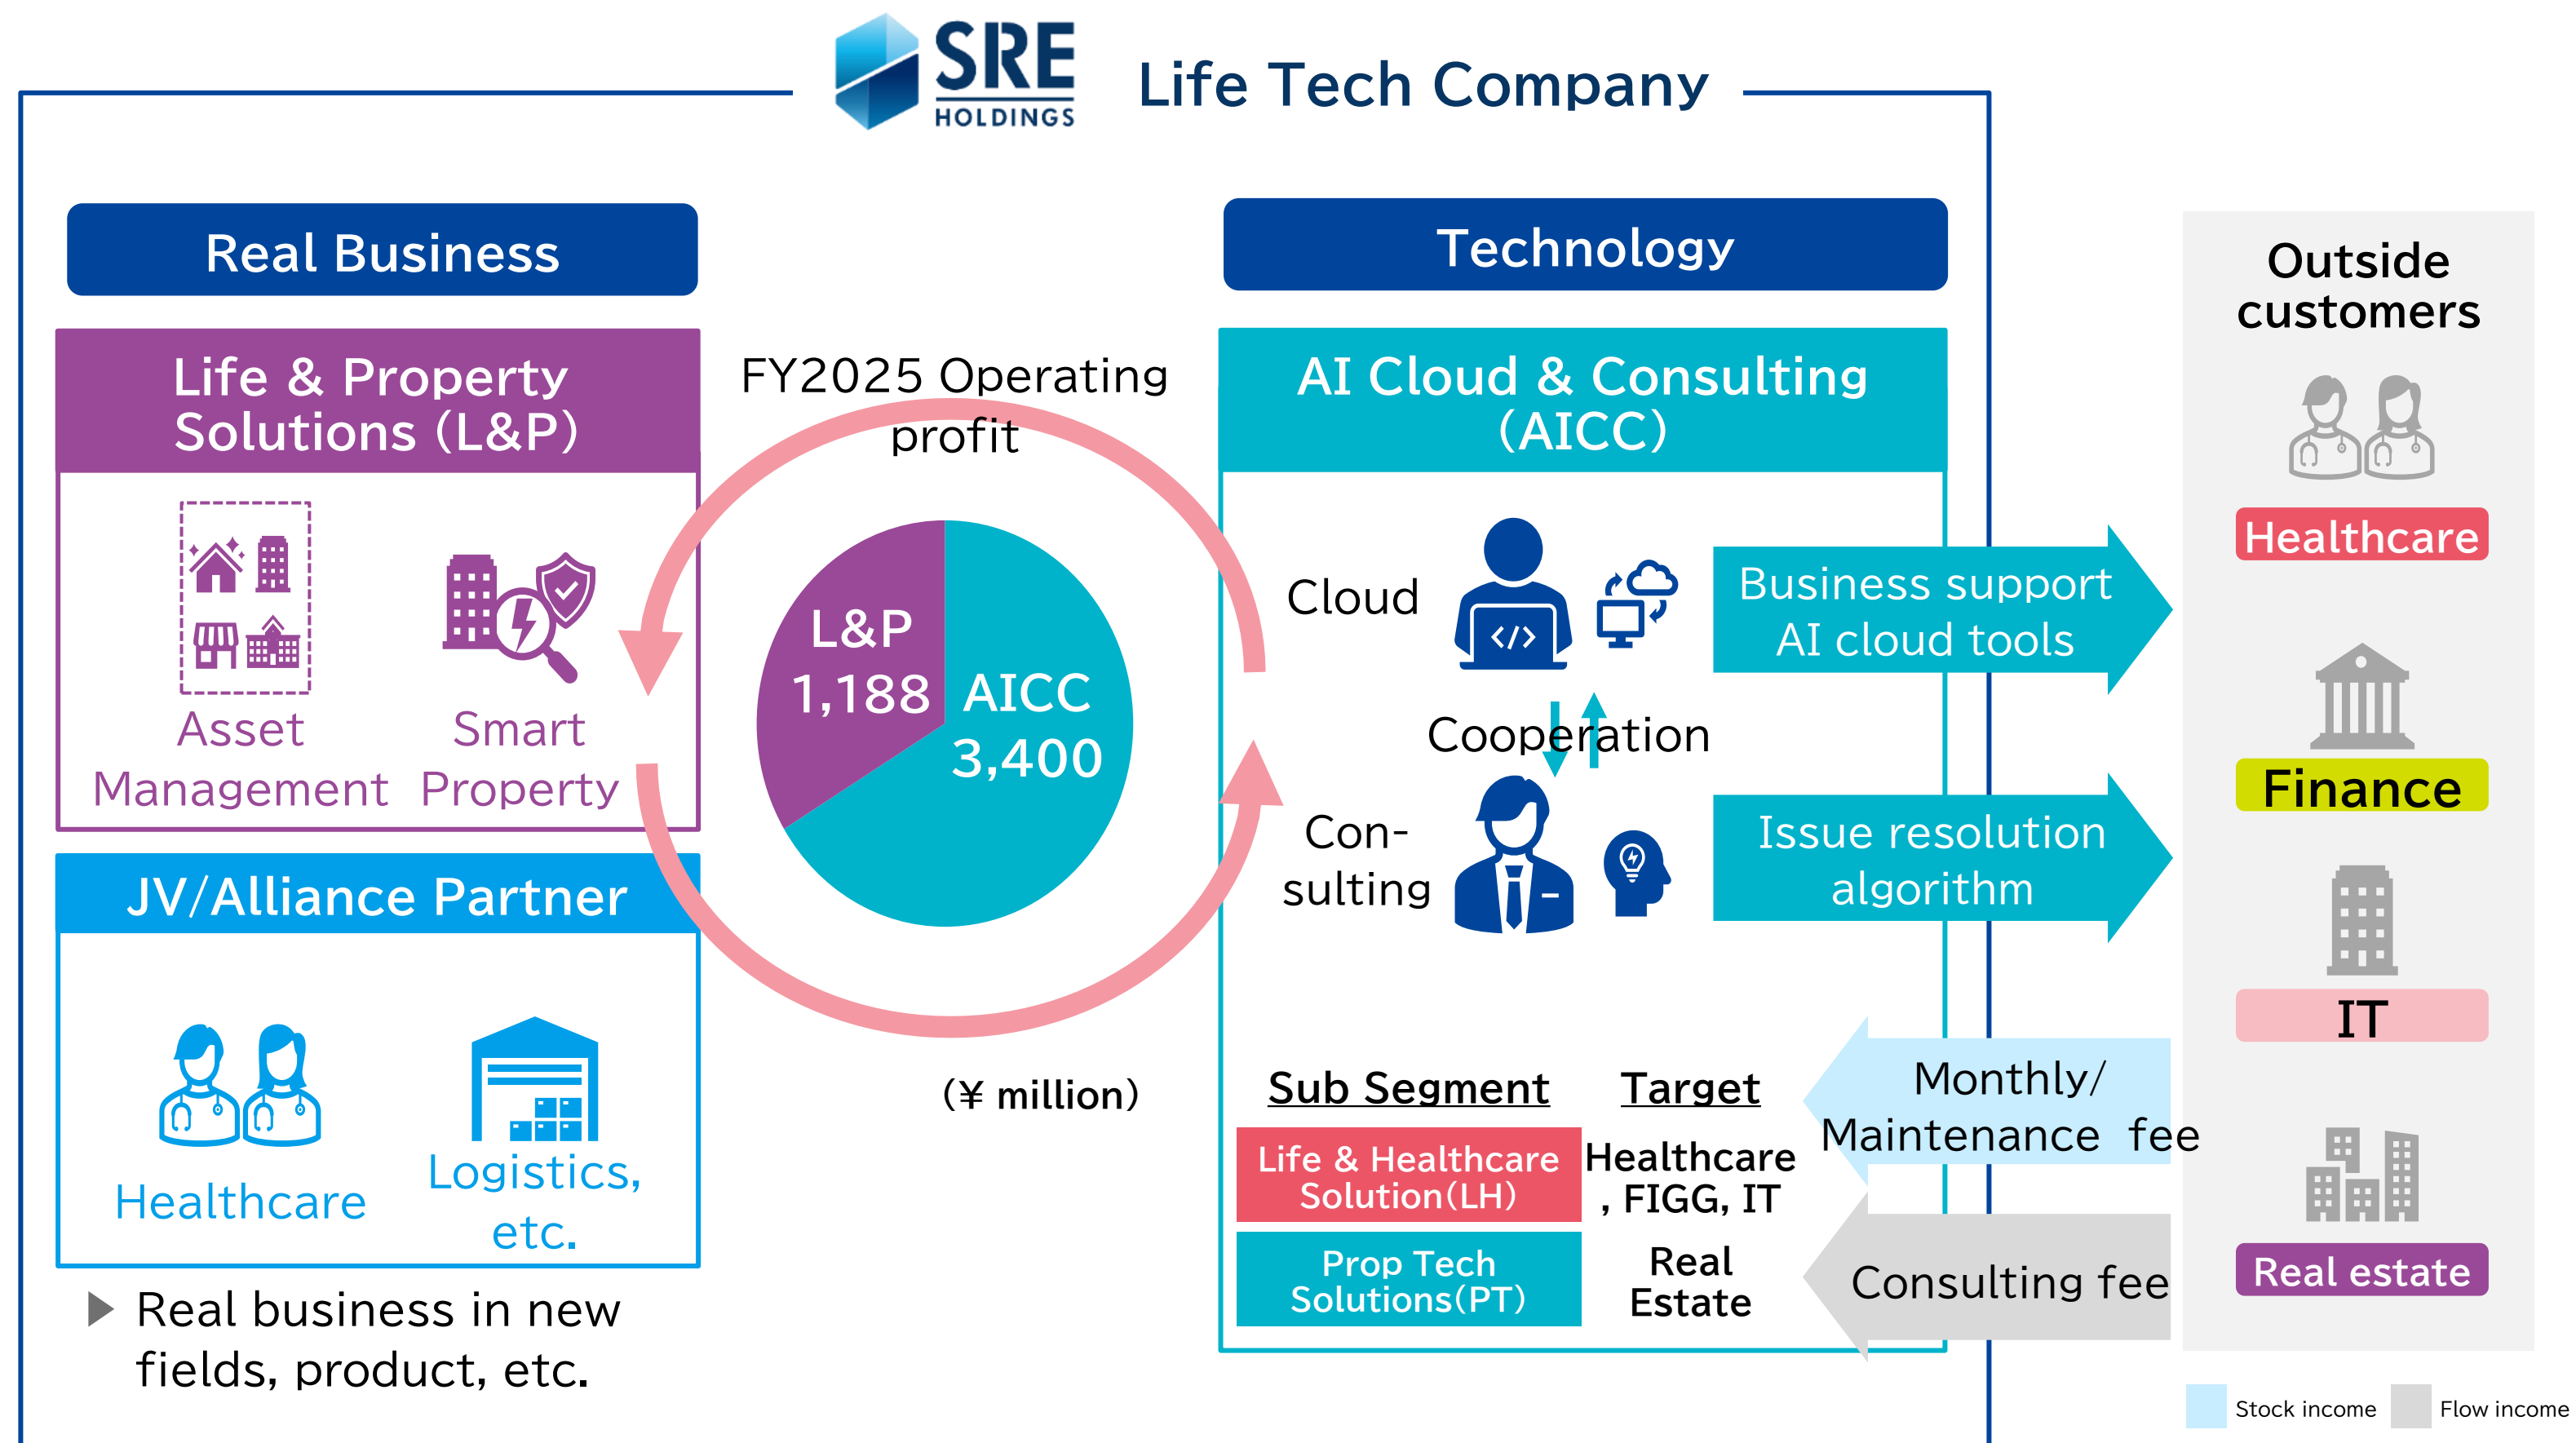 SRE
HOLDINGS
Life Tech Company
Real Business
Life & Property
Solutions (L&P)
Asset
Management
Smart
Property
JV/Alliance Partner
Healthcare
Logistics,
etc.
Real business in new
fields, product, etc.
FY2025 Operating
profit
L&P
1,188
AICC
3,400
(¥ million)
Technology
AI Cloud & Consulting
(AICC)
Cloud
Cooperation
Con-
sulting
</>
Business support
AI cloud tools
Issue resolution
algorithm
Sub Segment
Target
Life & Healthcare
Solution(LH)
Healthcare
, FIGG, IT
Prop Tech
Solutions(PT)
Real
Estate
Monthly/
Maintenance fee
Consulting fee
Outside
customers
Healthcare
Finance
IT
Real estate
Stock income
Flow income